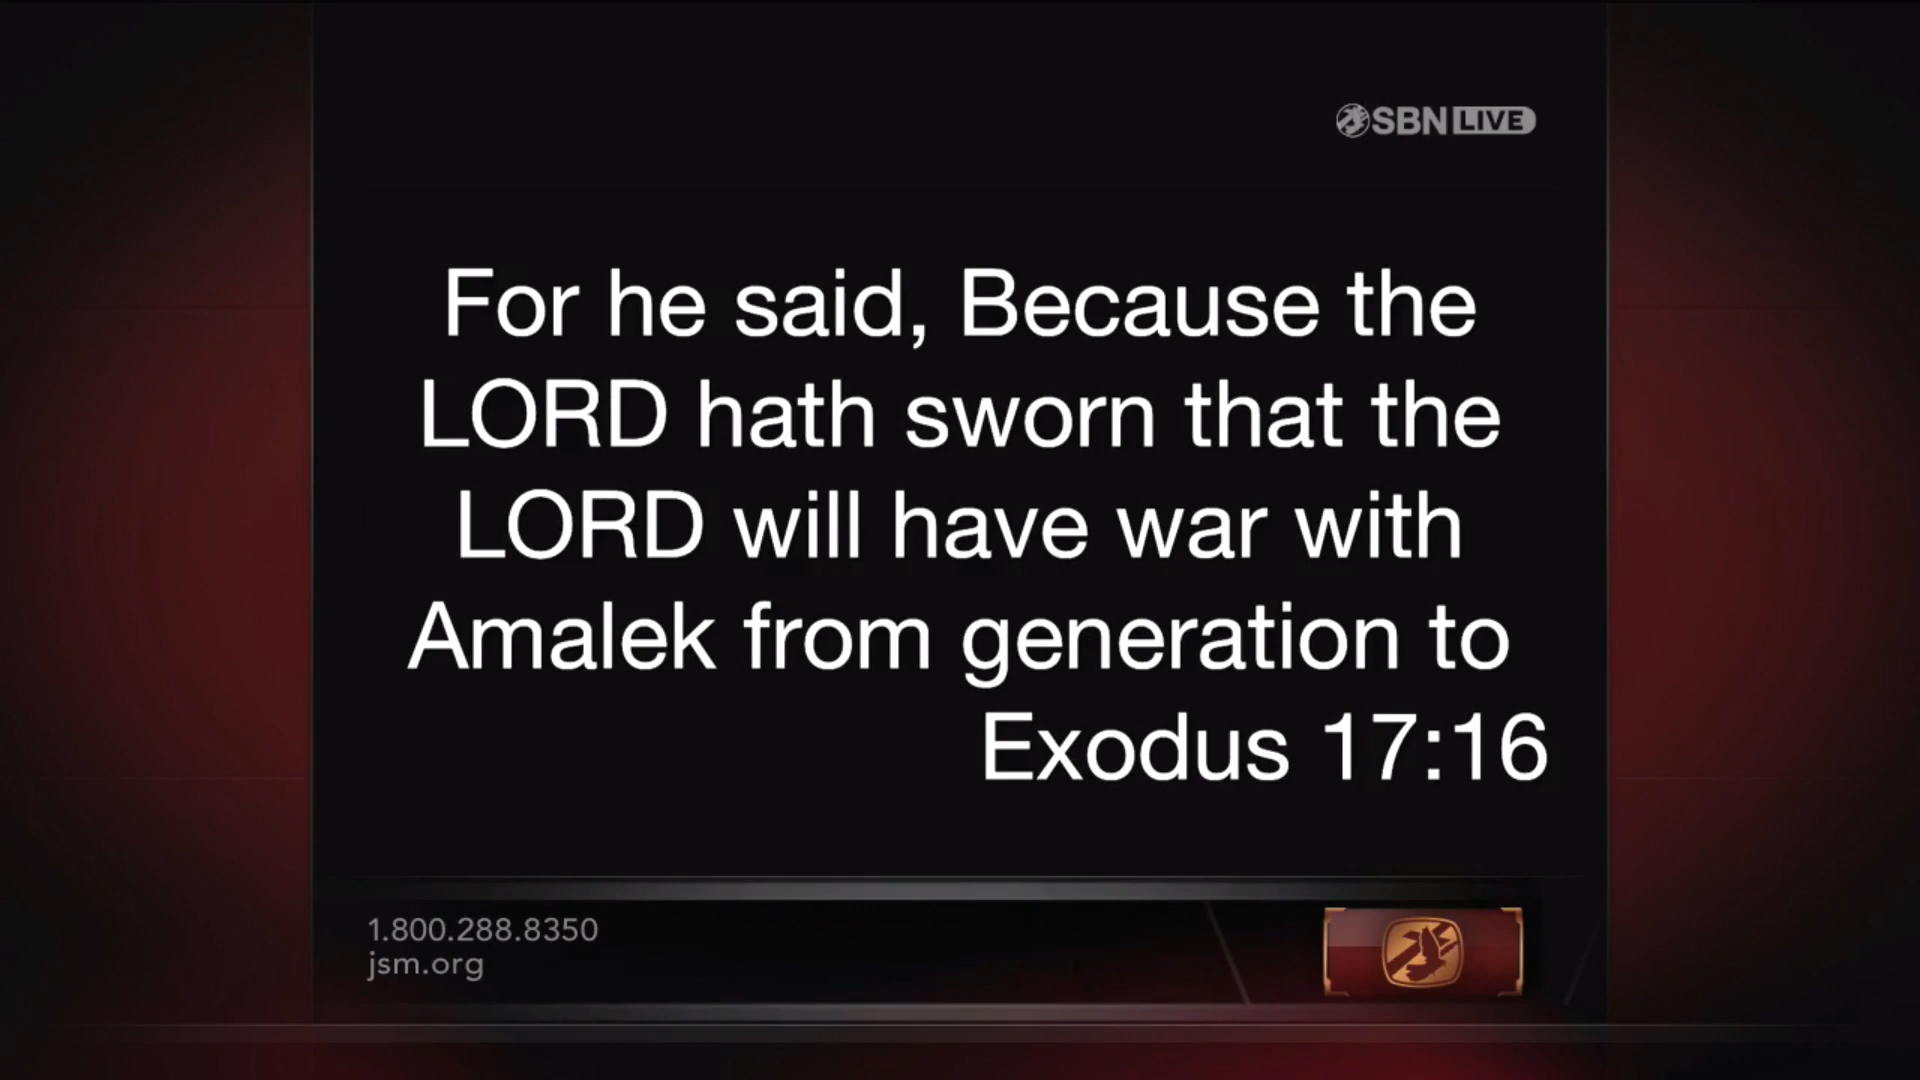 SBN LIVE
For he said, Because the
LORD hath sworn that the
LORD will have war with
Amalek from generation to
Exodus 17:16
1.800.288.8350
jsm.org